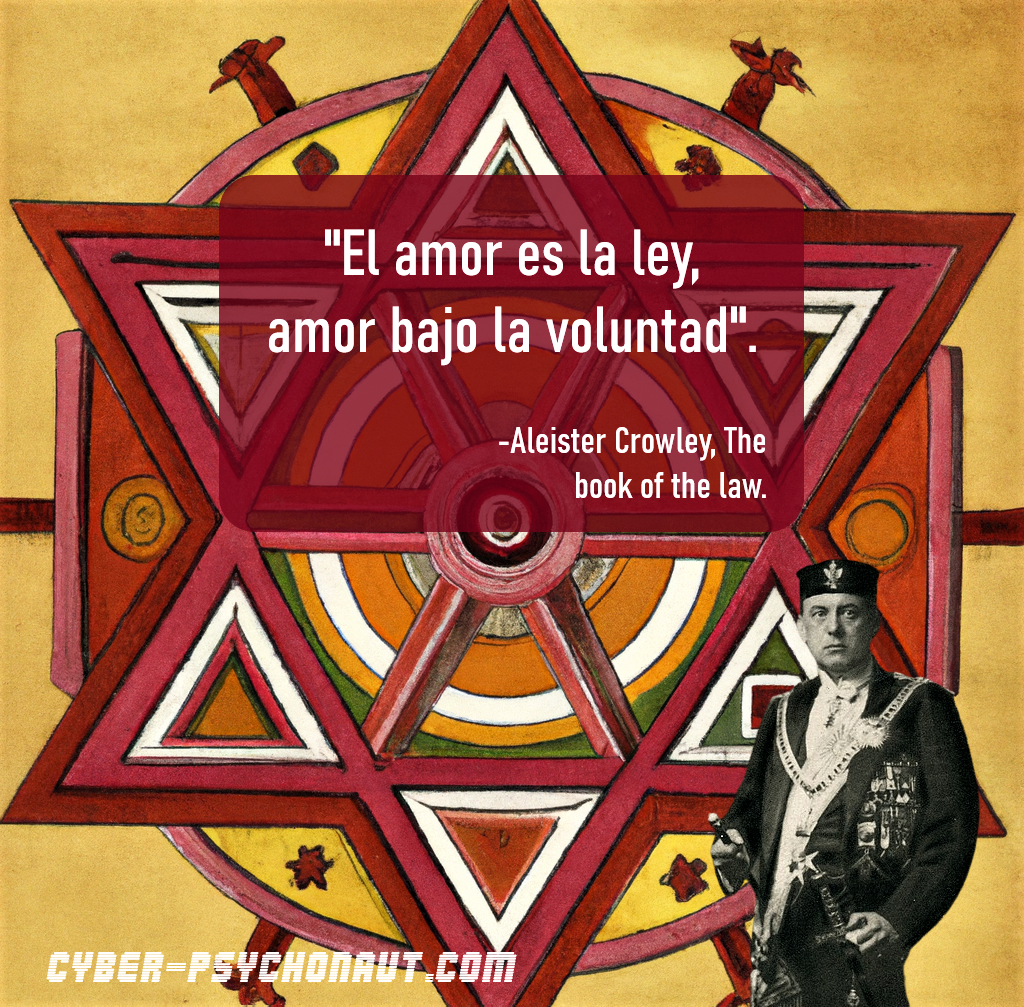 "El amor es la ley,
amor bajo la voluntad".
-Aleister Crowley, The
book of the law.
CYBER-PSYCHONAUT.COM